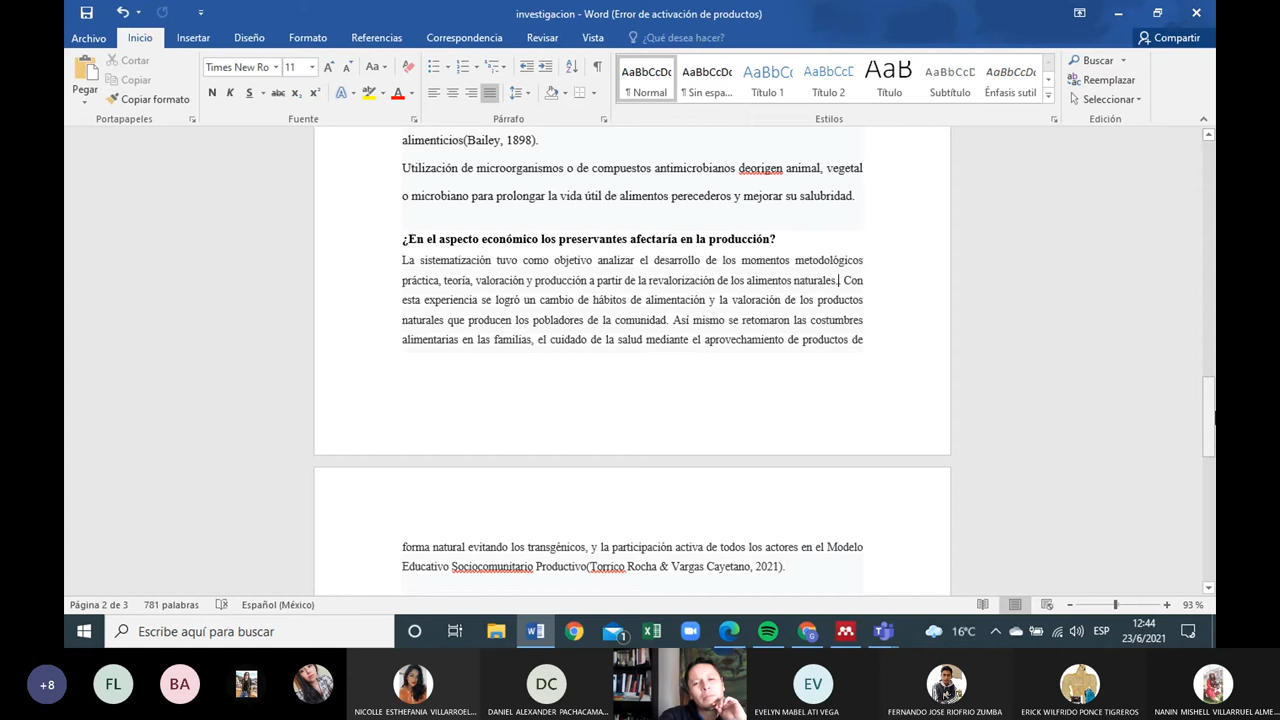 investigacion - Word (Error de activación de productos)
Archivo Inicio Insertar Diseño Formato Referencias Correspondencia Revisar Vista ¿Qué desea hacer? Compartir
Pegar
Cortar
Copiar
Copiar formato
Portapapeles
Times New Ro 11
N K S abc x₂ x²
Fuente
Párrafo
AaBbCcDc AaBbCcDc AaBbCcD AaBbCcD AaB AaBbCcD AaBbCcDc
¶ Normal ¶ Sin espa... Título 1 Título 2 Título Subtítulo Énfasis sutil
Estilos
Buscar
Reemplazar
Seleccionar
Edición
alimenticios(Bailey, 1898).
Utilización de microorganismos o de compuestos antimicrobianos deorigen animal, vegetal
o microbiano para prolongar la vida útil de alimentos perecederos y mejorar su salubridad.
¿En el aspecto económico los preservantes afectaría en la producción?
La sistematización tuvo como objetivo analizar el desarrollo de los momentos metodológicos
práctica, teoría, valoración y producción a partir de la revalorización de los alimentos naturales. Con
esta experiencia se logró un cambio de hábitos de alimentación y la valoración de los productos
naturales que producen los pobladores de la comunidad. Así mismo se retomaron las costumbres
alimentarias en las familias, el cuidado de la salud mediante el aprovechamiento de productos de
forma natural evitando los transgénicos, y la participación activa de todos los actores en el Modelo
Educativo Sociocomunitario Productivo(Torrico Rocha & Vargas Cayetano, 2021).
Página 2 de 3 781 palabras Español (México) 93 %
Escribe aquí para buscar
16°C ESP
12:44
23/6/2021
+8 FL BA DC EV
NICOLLE ESTHEFANIA VILLARROEL... DANIEL ALEXANDER PACHACAMA... EVELYN MABEL ATI VEGA FERNANDO JOSE RIOFRIO ZUMBA ERICK WILFRIDO PONCE TIGREROS NANIN MISHELL VILLARRUEL ALME...